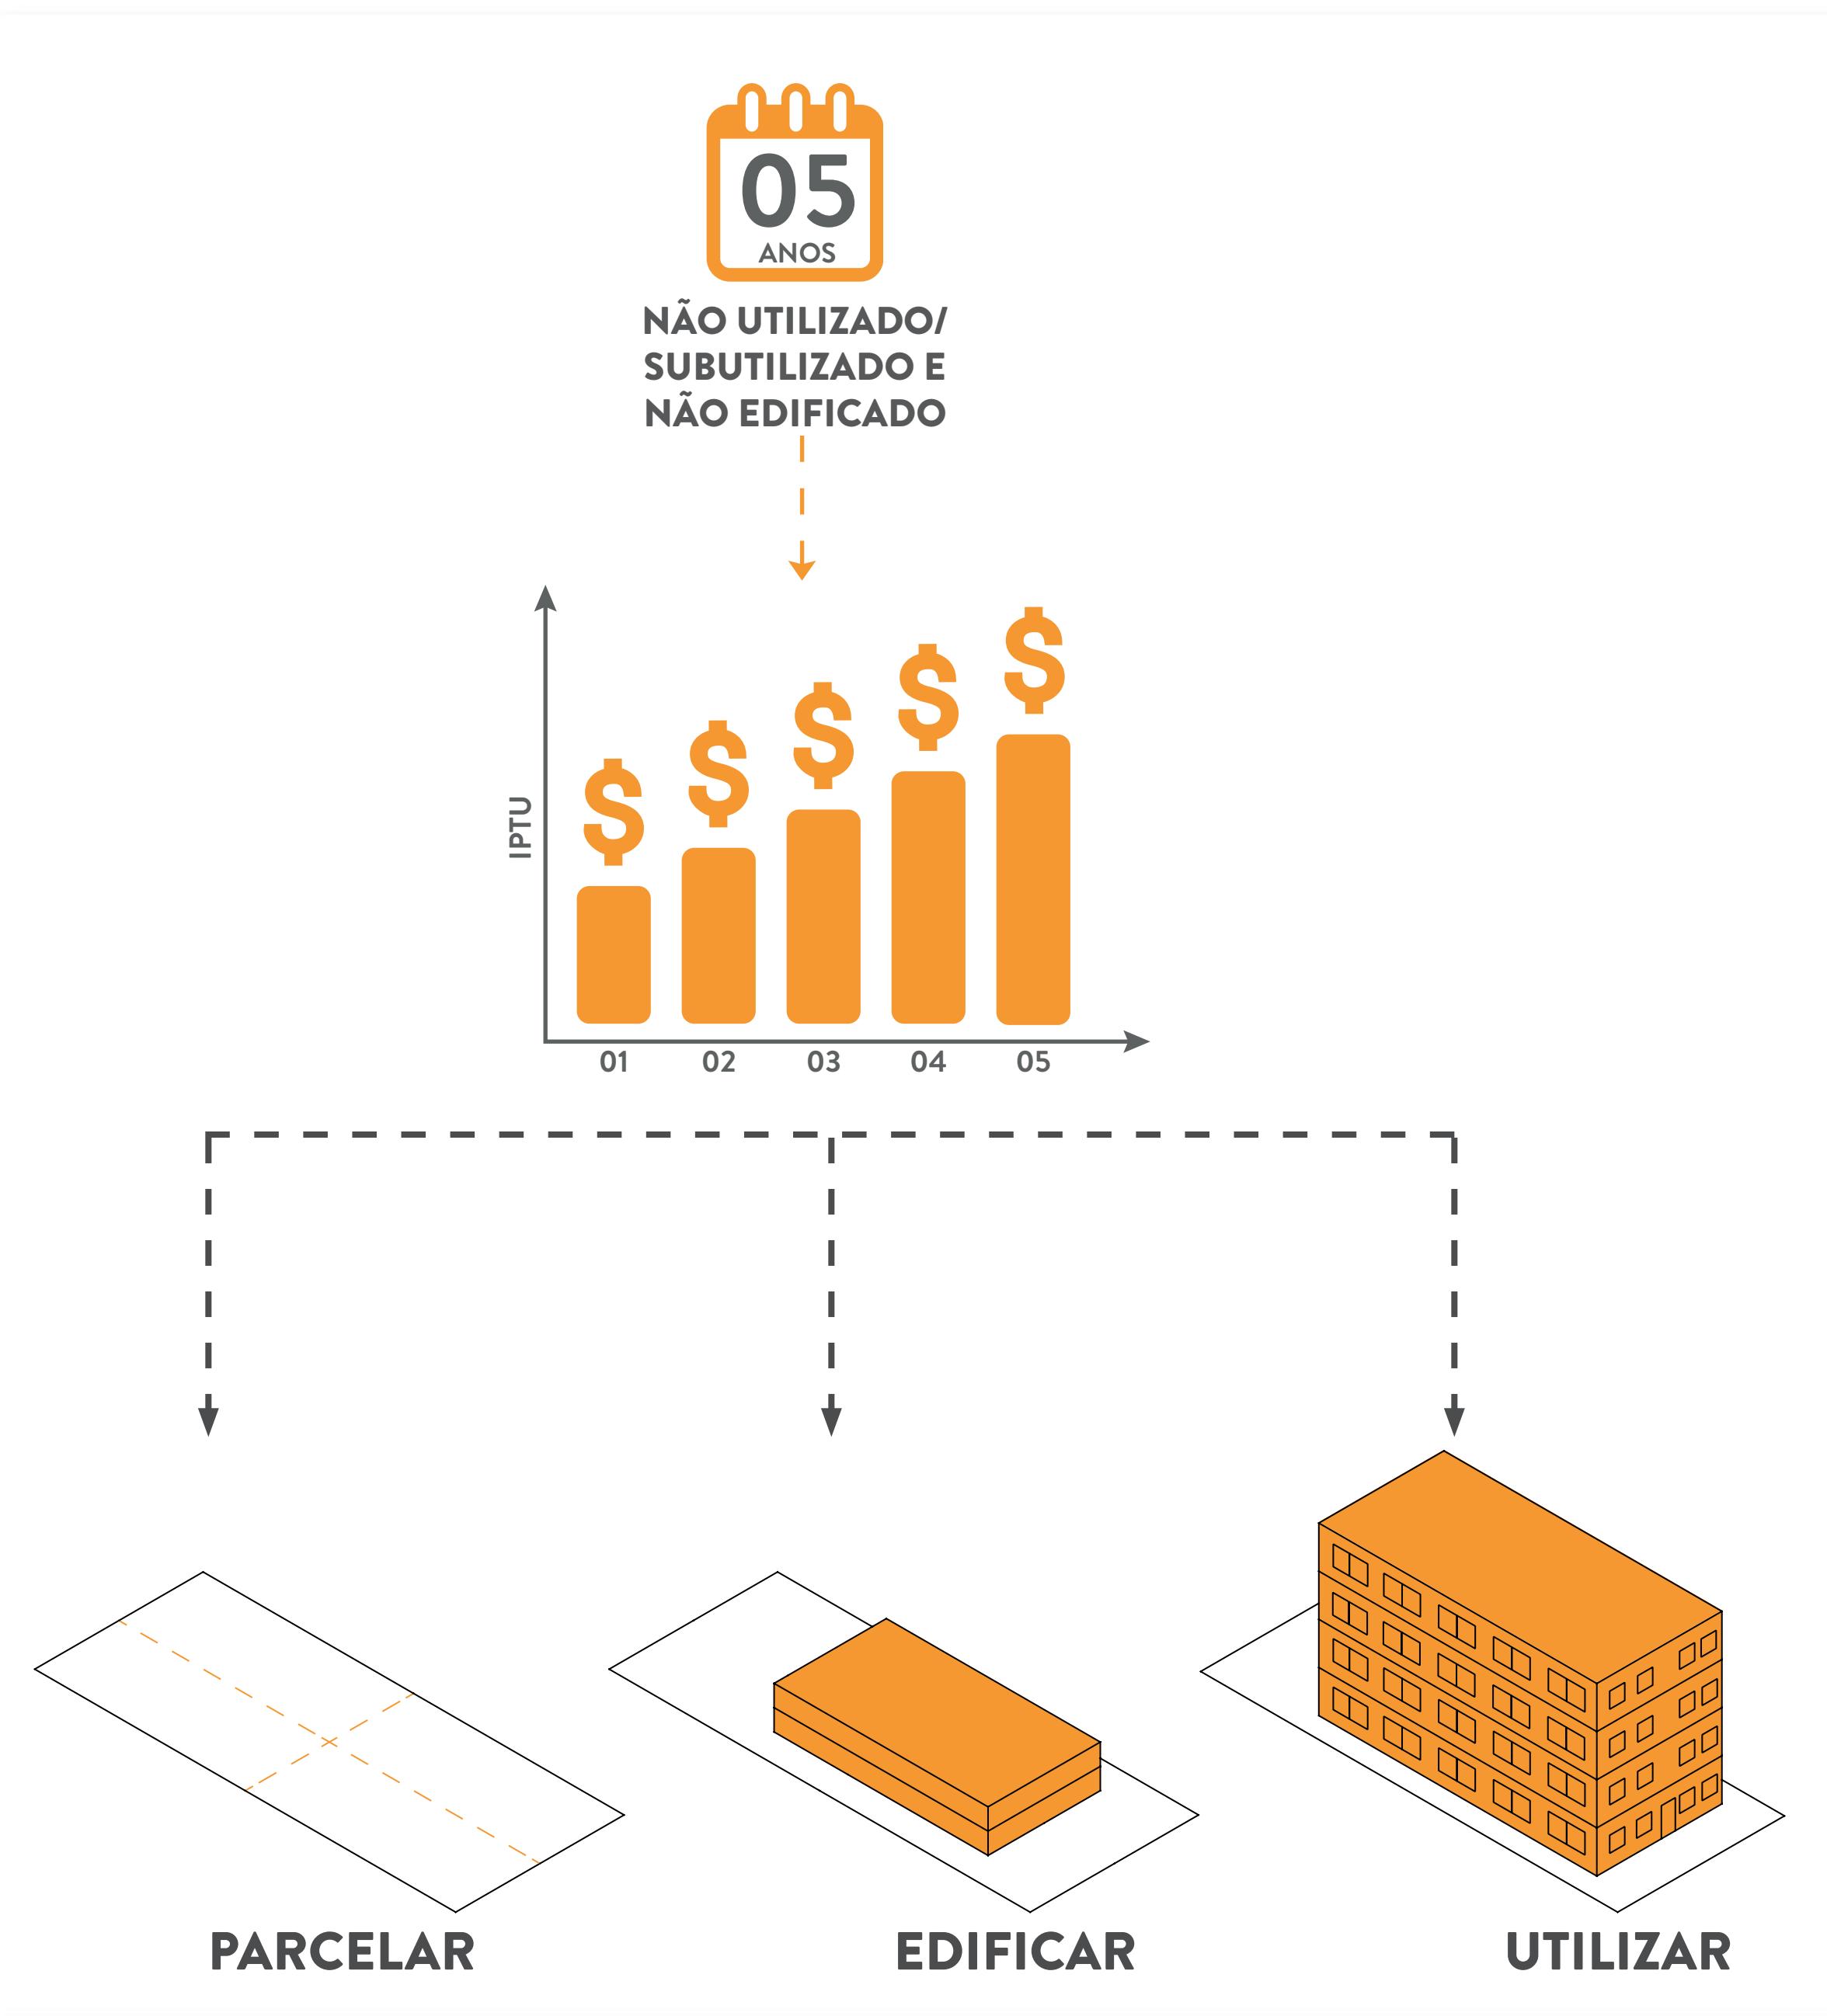 05
ANOS
NÃO UTILIZADO/
SUBUTILIZADO E
NÃO EDIFICADO
$ $ $ $ $
IPTU
01 02 03 04 05
PARCELAR EDIFICAR UTILIZAR